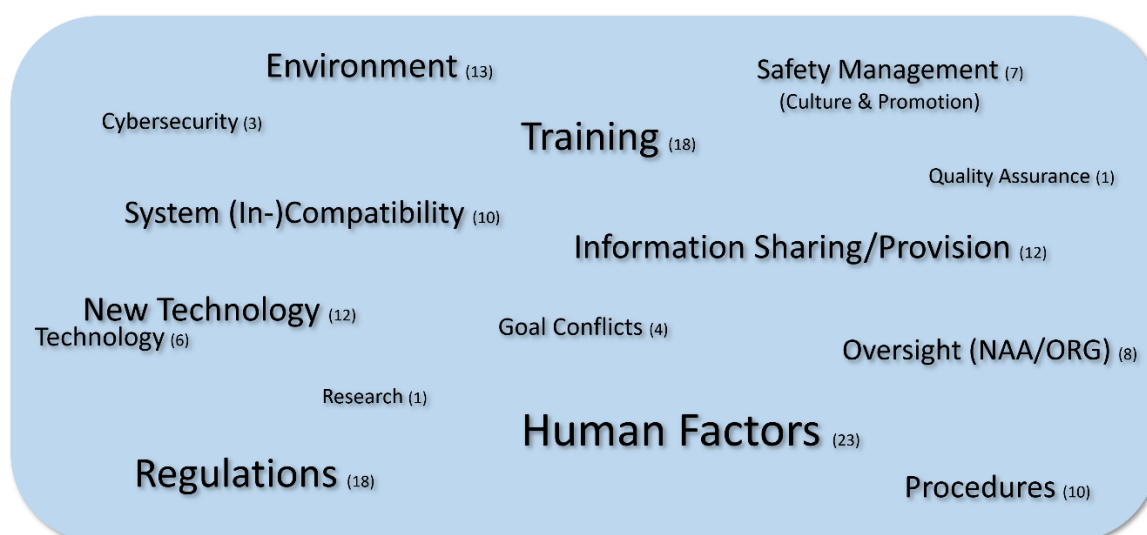 Environment (13)
Safety Management (7)
(Culture & Promotion)
Cybersecurity (3)
Training (18)
Quality Assurance (1)
System (In-)Compatibility (10)
Information Sharing/Provision (12)
New Technology (12)
Technology (6)
Goal Conflicts (4)
Oversight (NAA/ORG) (8)
Research (1)
Human Factors (23)
Regulations (18)
Procedures (10)